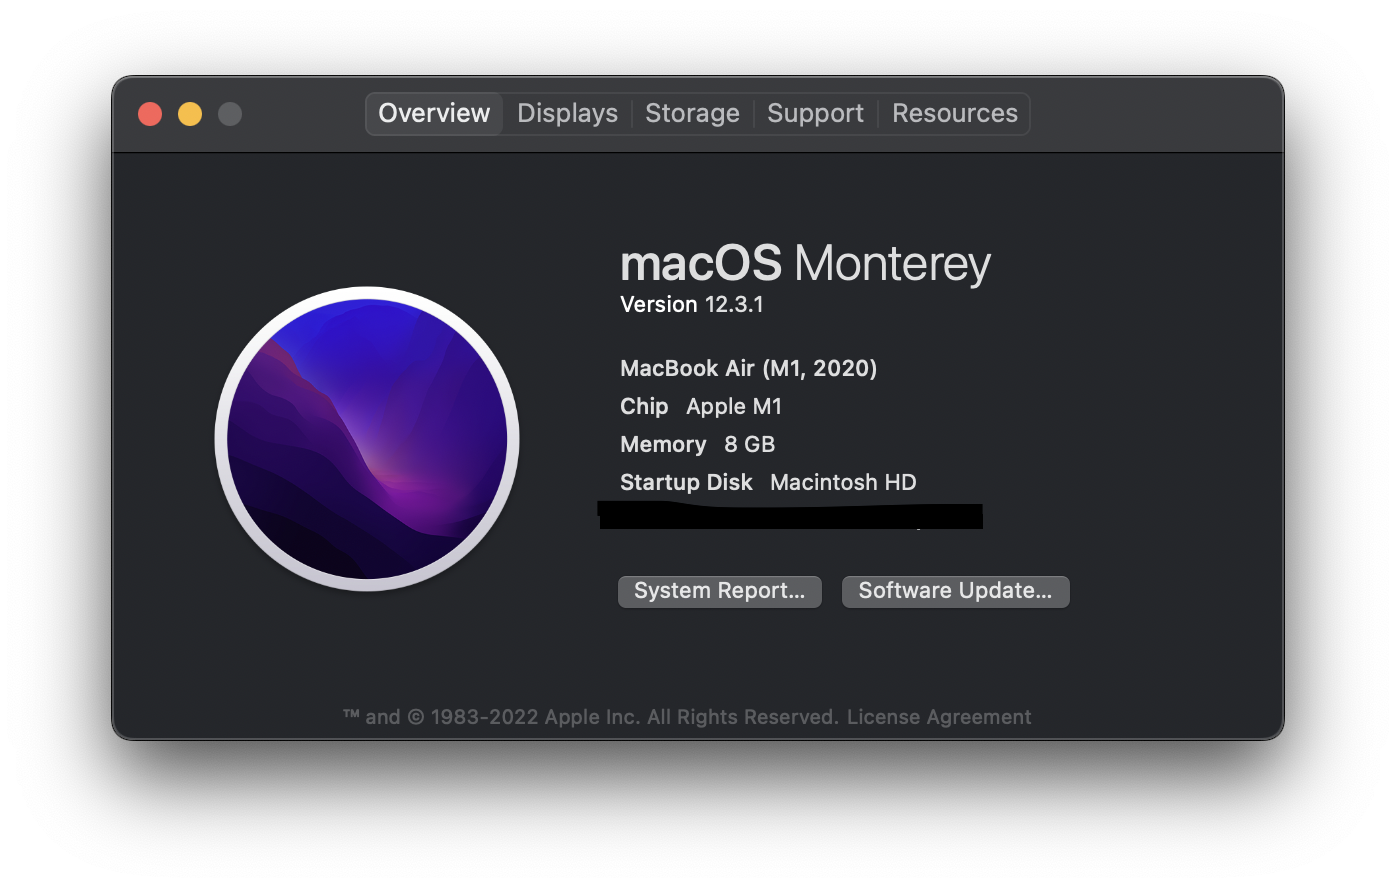 Overview Displays Storage Support Resources
macOS Monterey
Version 12.3.1
MacBook Air (M1, 2020)
Chip Apple M1
Memory 8 GB
Startup Disk Macintosh HD
System Report... Software Update...
™ and © 1983-2022 Apple Inc. All Rights Reserved. License Agreement